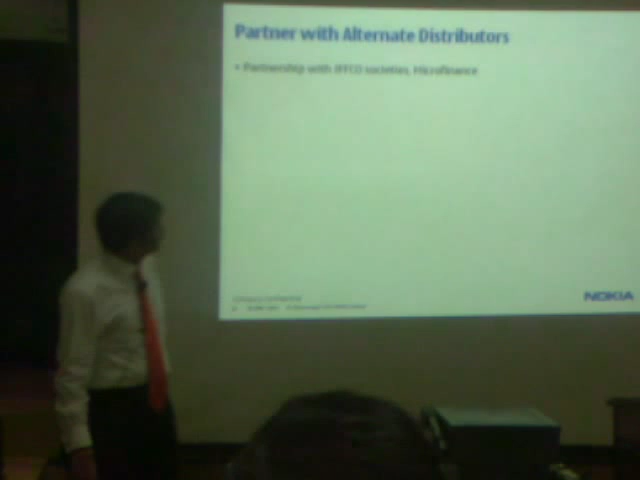 Partner with Alternate Distributors
• Partnership with IFFCO societies, Microfinance
NOKIA